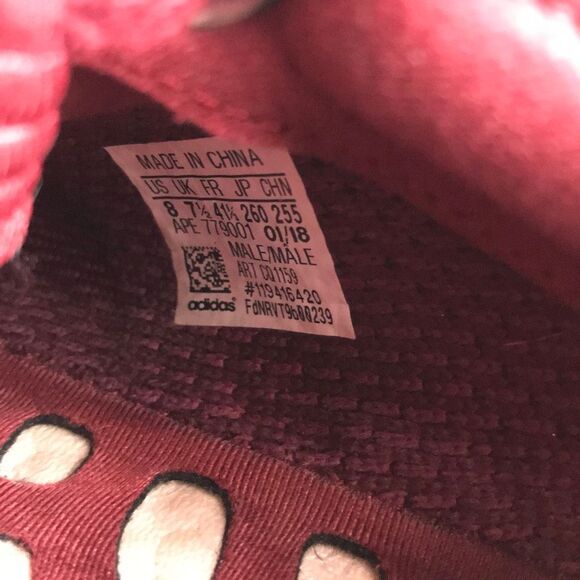 MADE IN CHINA
US UK FR JP CHN
8 7½ 41⅓ 260 255
APE 779001 01/18
MALE/MALE
ART CQ1159
#119416420
adidas FdNRVT9b00239